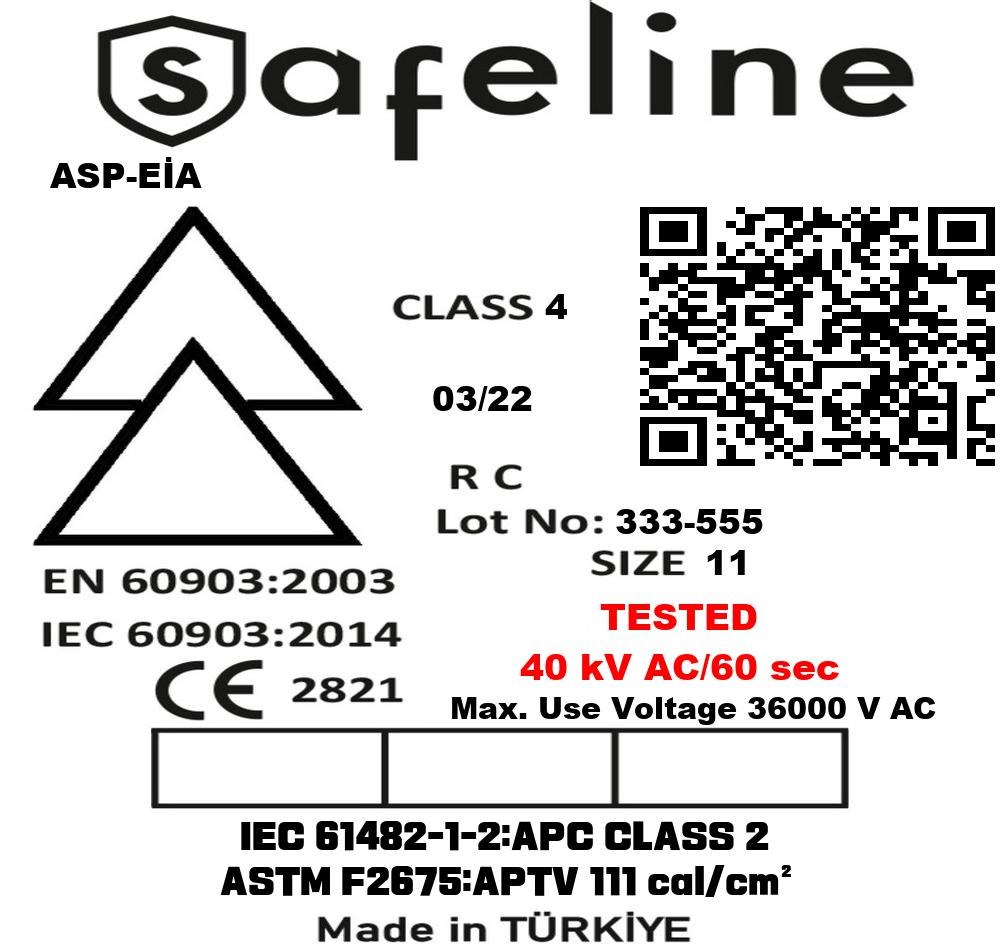 safeline
ASP-EİA
CLASS 4
03/22
R C
Lot No: 333-555
SIZE 11
EN 60903:2003
IEC 60903:2014
CE 2821
TESTED
40 kV AC/60 sec
Max. Use Voltage 36000 V AC
IEC 61482-1-2:APC CLASS 2
ASTM F2675:APTV 111 cal/cm²
Made in TÜRKİYE